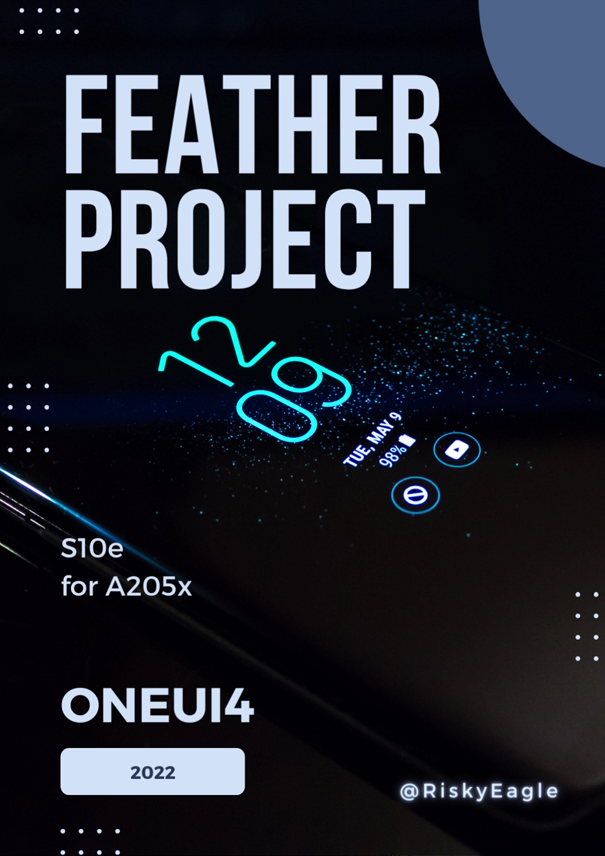 FEATHER
PROJECT
12
09
TUE, MAY 9
98%
S10e
for A205x
ONEUI4
2022
@RiskyEagle